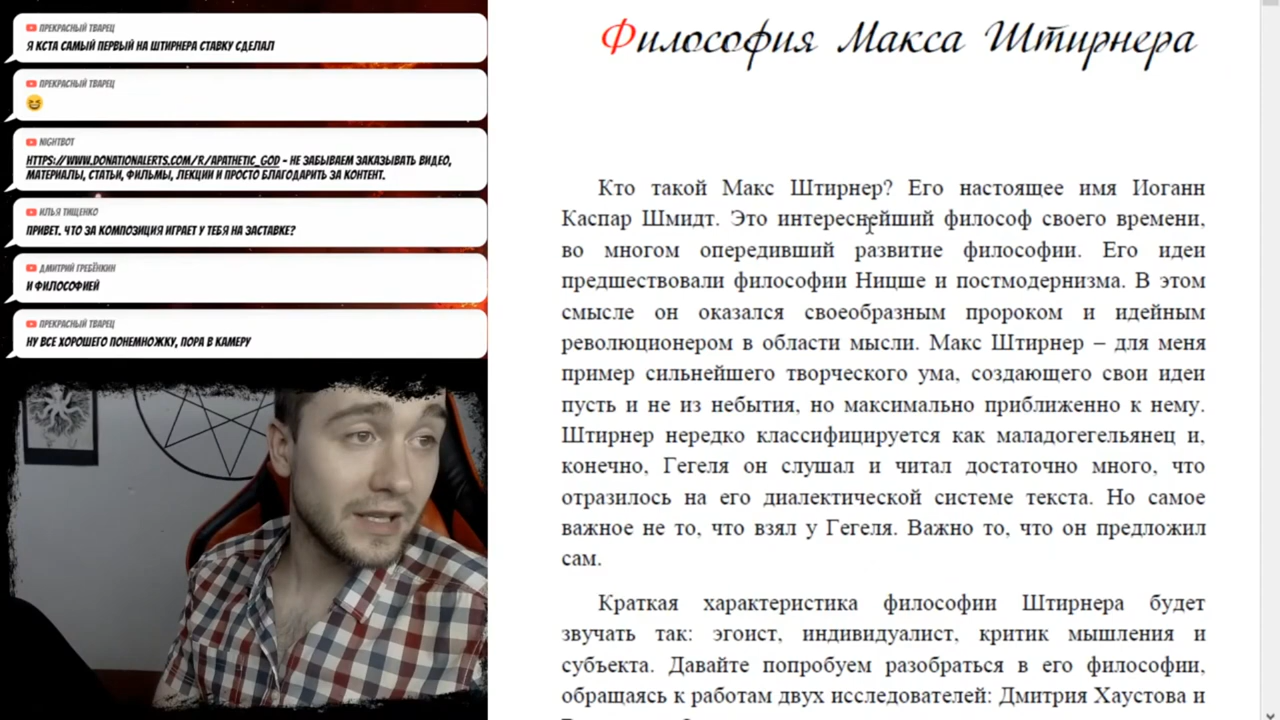 ПРЕКРАСНЫЙ ТВАРЕЦ
Я КСТА САМЫЙ ПЕРВЫЙ НА ШТИРНЕРА СТАВКУ СДЕЛАЛ
ПРЕКРАСНЫЙ ТВАРЕЦ
NIGHTBOT
HTTPS://WWW.DONATIONALERTS.COM/R/APATHETIC_GOD - НЕ ЗАБЫВАЕМ ЗАКАЗЫВАТЬ ВИДЕО,
МАТЕРИАЛЫ, СТАТЬИ, ФИЛЬМЫ, ЛЕКЦИИ И ПРОСТО БЛАГОДАРИТЬ ЗА КОНТЕНТ.
ИЛЬЯ ТИЩЕНКО
ПРИВЕТ. ЧТО ЗА КОМПОЗИЦИЯ ИГРАЕТ У ТЕБЯ НА ЗАСТАВКЕ?
ДМИТРИЙ ГРЕБЁНКИН
И ФИЛОСОФИЕЙ
ПРЕКРАСНЫЙ ТВАРЕЦ
НУ ВСЕ ХОРОШЕГО ПОНЕМНОЖКУ, ПОРА В КАМЕРУ
Философия Макса Штирнера
Кто такой Макс Штирнер? Его настоящее имя Иоганн
Каспар Шмидт. Это интереснейший философ своего времени,
во многом опередивший развитие философии. Его идеи
предшествовали философии Ницше и постмодернизма. В этом
смысле он оказался своеобразным пророком и идейным
революционером в области мысли. Макс Штирнер – для меня
пример сильнейшего творческого ума, создающего свои идеи
пусть и не из небытия, но максимально приближенно к нему.
Штирнер нередко классифицируется как маладогегельянец и,
конечно, Гегеля он слушал и читал достаточно много, что
отразилось на его диалектической системе текста. Но самое
важное не то, что взял у Гегеля. Важно то, что он предложил
сам.
Краткая характеристика философии Штирнера будет
звучать так: эгоист, индивидуалист, критик мышления и
субъекта. Давайте попробуем разобраться в его философии,
обращаясь к работам двух исследователей: Дмитрия Хаустова и